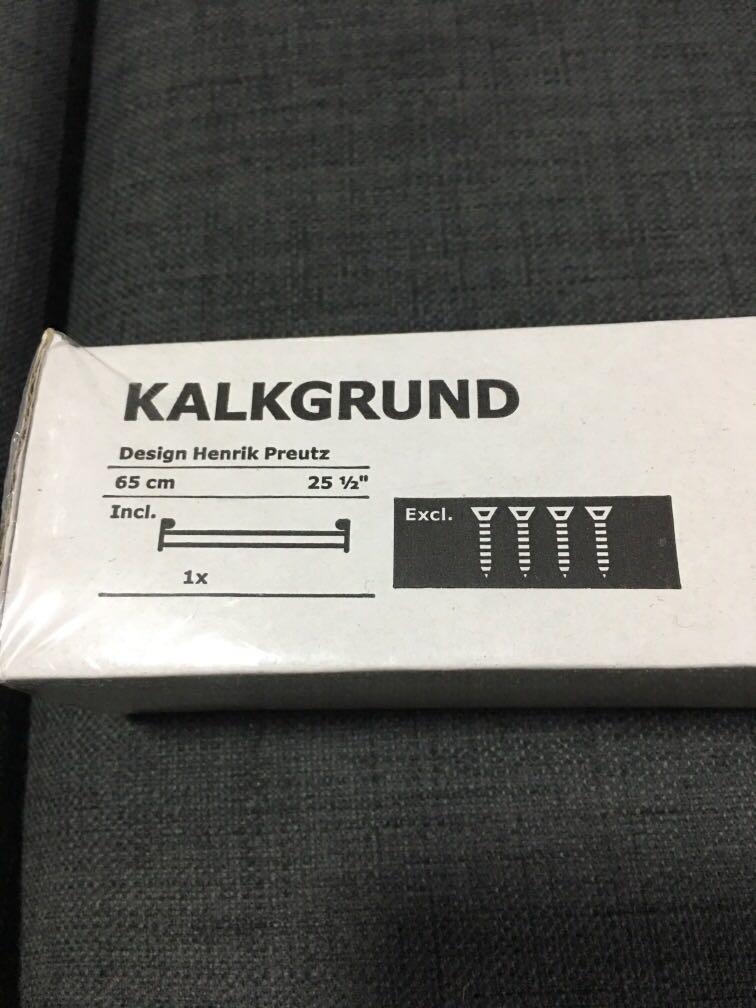 KALKGRUND
Design Henrik Preutz
65 cm 25 ½"
Incl.
Excl.
1x